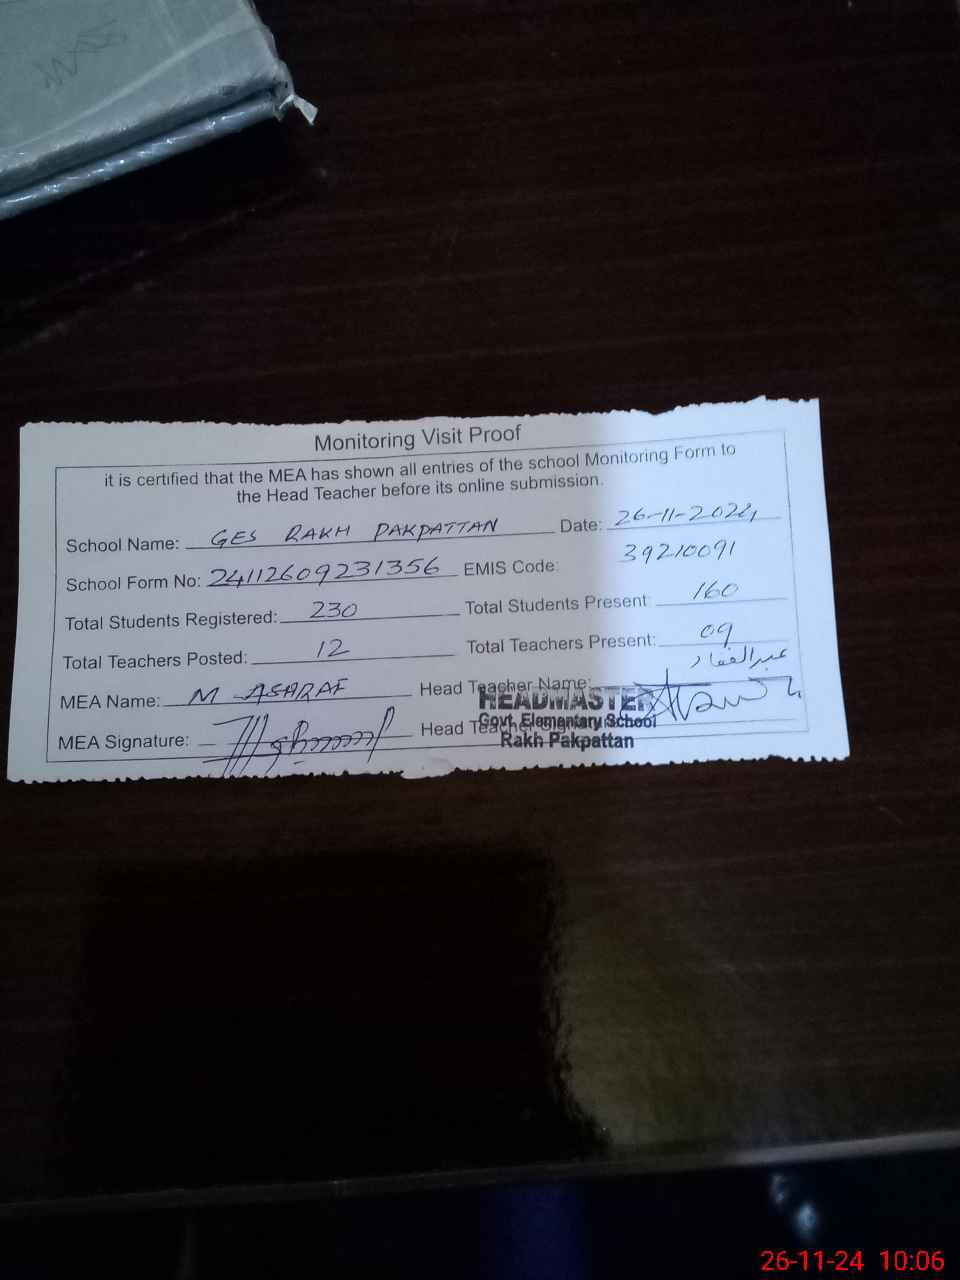 Monitoring Visit Proof
it is certified that the MEA has shown all entries of the school Monitoring Form to
the Head Teacher before its online submission.
School Name: GES RAKH PAKPATTAN Date: 26-11-2024
School Form No: 24112609231356 EMIS Code: 39210091
Total Students Registered: 230 Total Students Present: 160
Total Teachers Posted: 12 Total Teachers Present: 09
MEA Name: M ASHRAF Head Teacher Name: عبدالغفار
HEADMASTER
MEA Signature: Head Teacher
Govt. Elementary School
Rakh Pakpattan
26-11-24 10:06